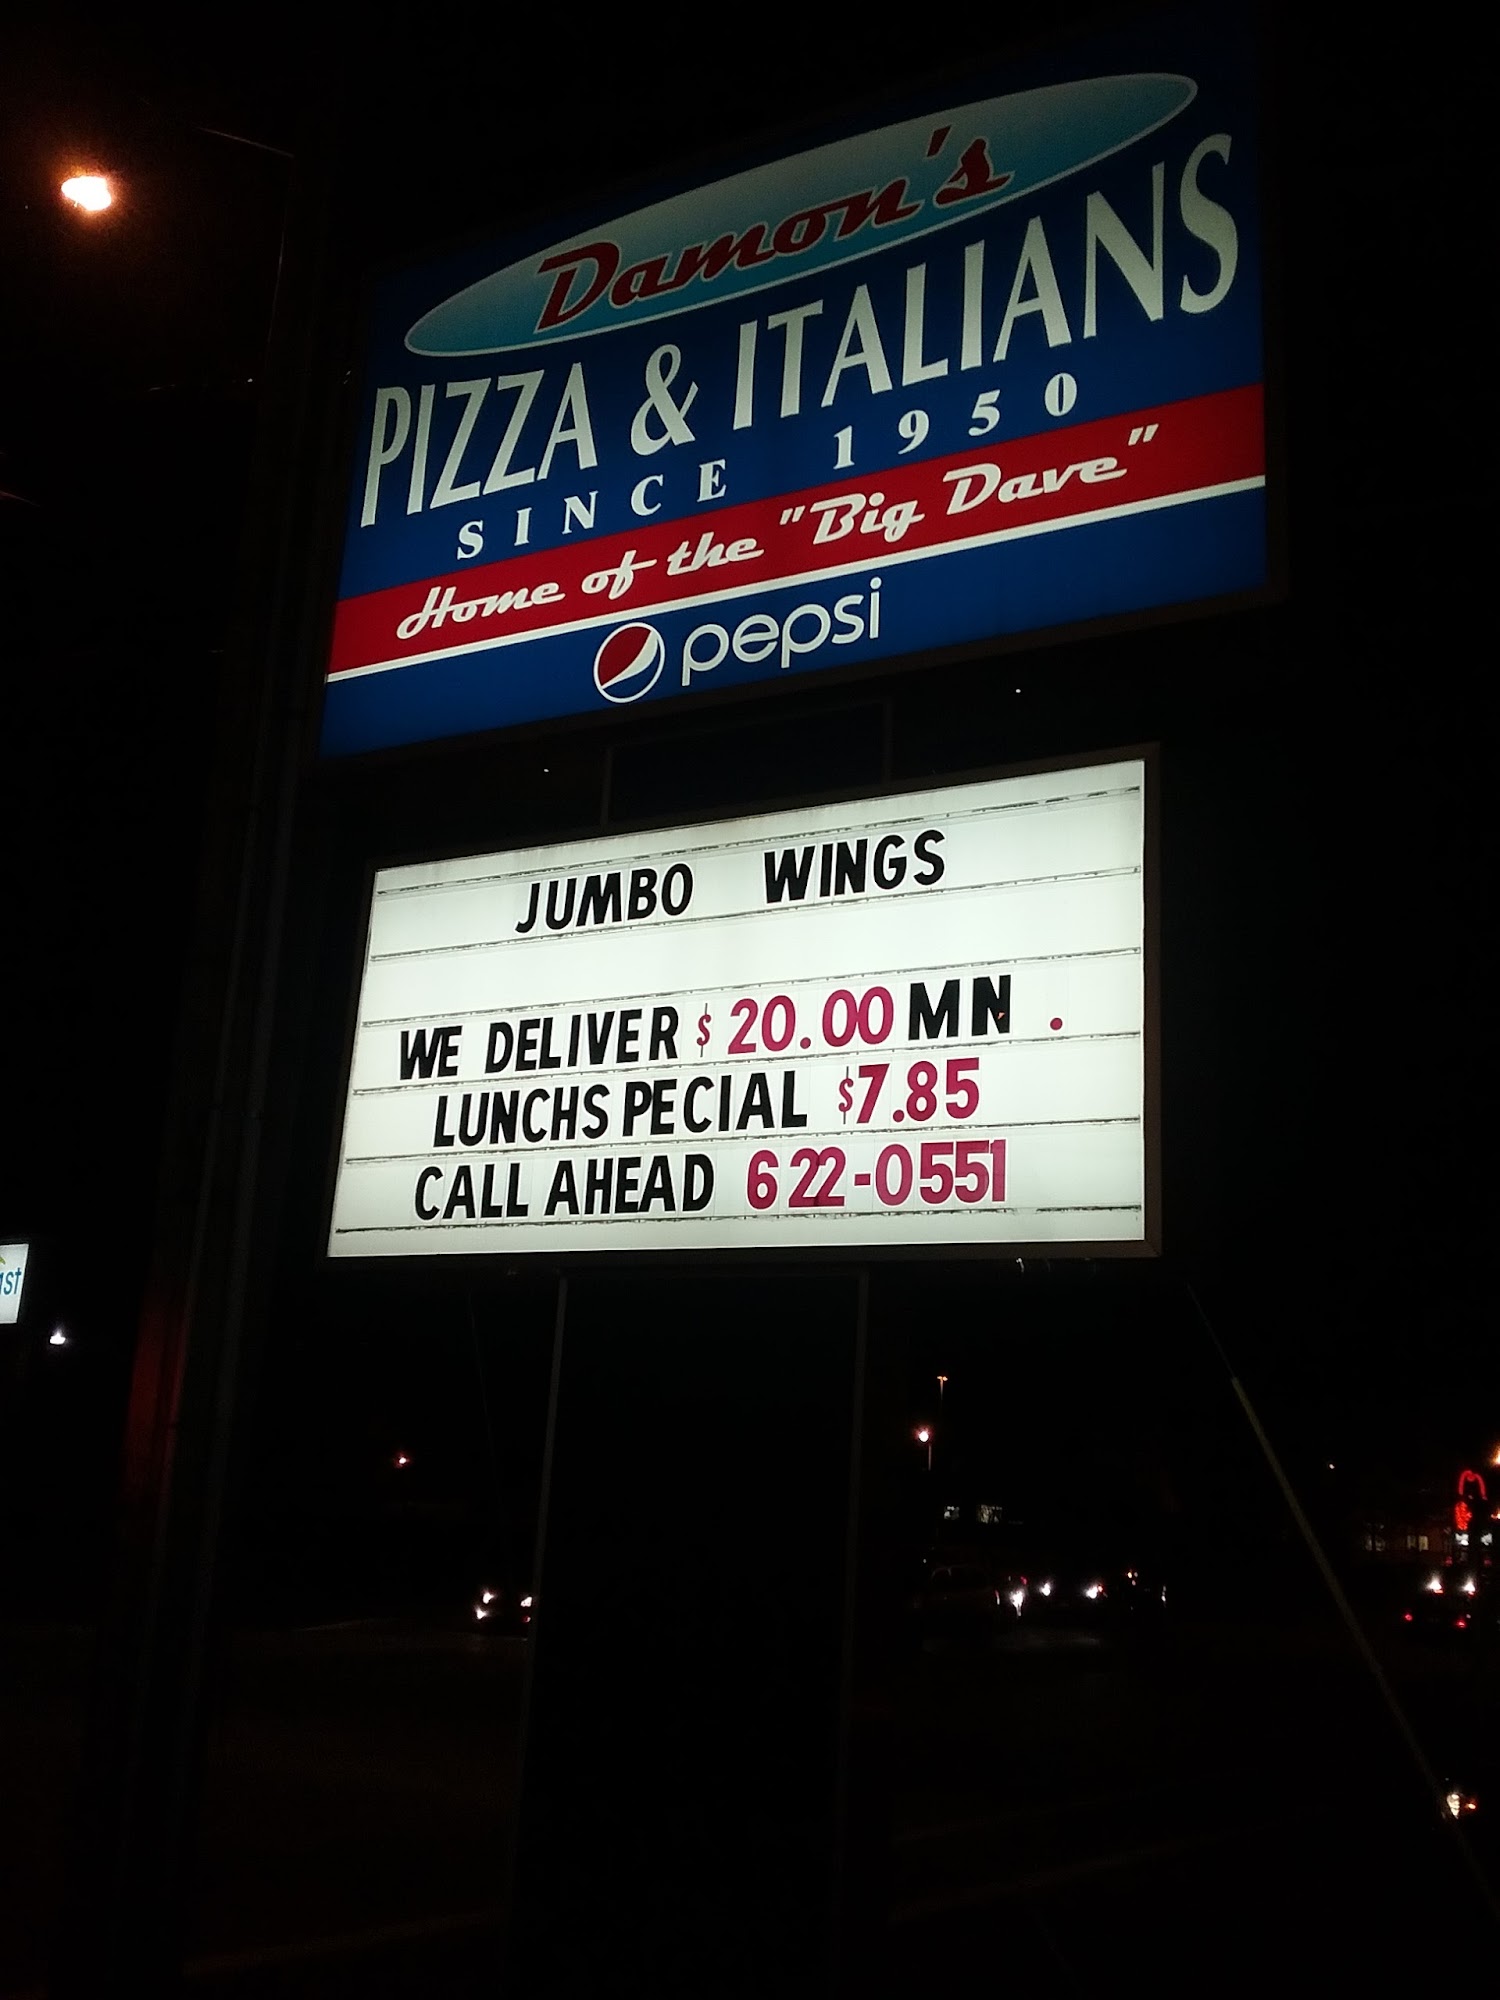 Damon's
PIZZA & ITALIANS
SINCE 1950
Home of the "Big Dave"
pepsi
JUMBO WINGS
WE DELIVER $20.00 MN.
LUNCHS PECIAL $7.85
CALL AHEAD 622-0551